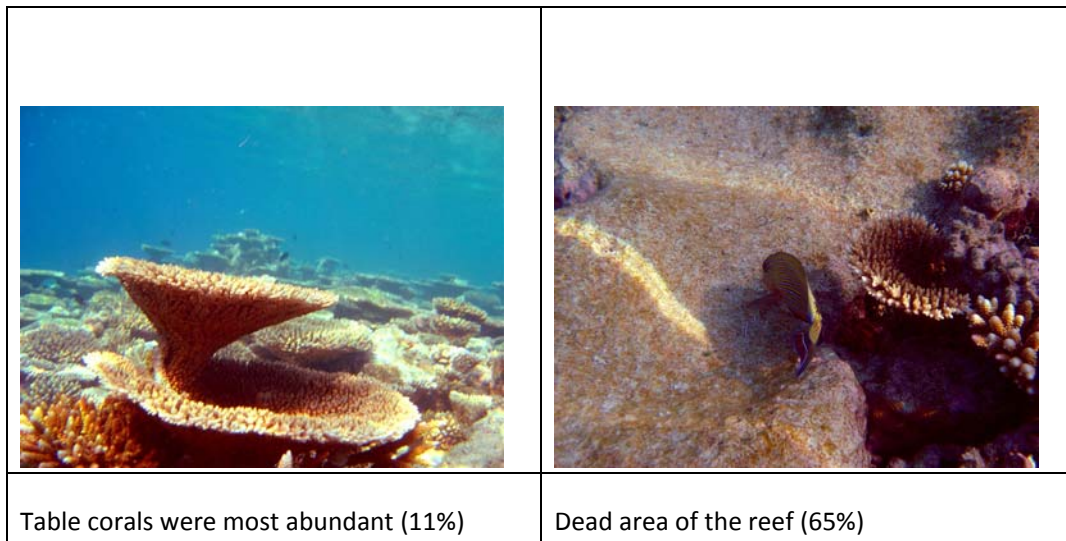 Table corals were most abundant (11%)
Dead area of the reef (65%)